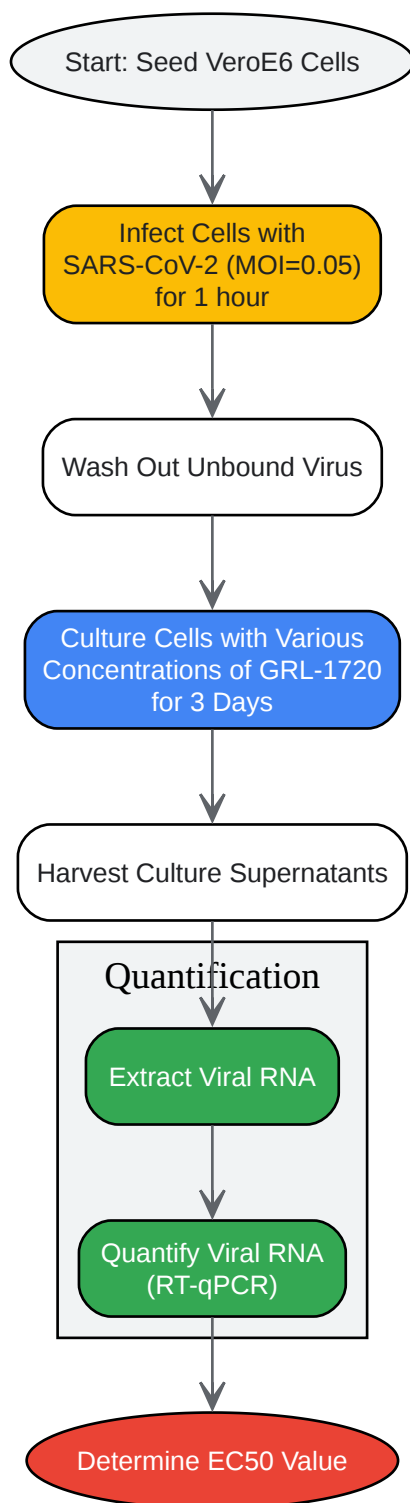 Start: Seed VeroE6 Cells
Infect Cells with
SARS-CoV-2 (MOI=0.05)
for 1 hour
Wash Out Unbound Virus
Culture Cells with Various
Concentrations of GRL-1720
for 3 Days
Harvest Culture Supernatants
Quantification
Extract Viral RNA
Quantify Viral RNA
(RT-qPCR)
Determine EC50 Value